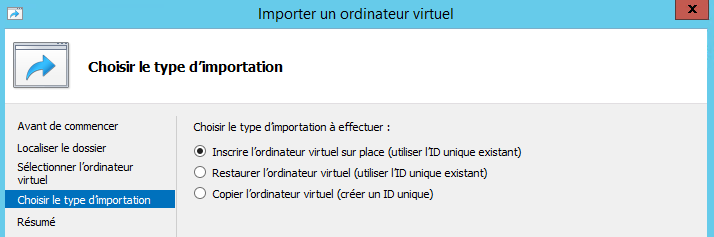 Importer un ordinateur virtuel
x
Choisir le type d'importation
Avant de commencer
Localiser le dossier
Sélectionner l'ordinateur
virtuel
Choisir le type d'importation
Résumé
Choisir le type d'importation à effectuer :
Inscrire l'ordinateur virtuel sur place (utiliser l'ID unique existant)
Restaurer l'ordinateur virtuel (utiliser l'ID unique existant)
Copier l'ordinateur virtuel (créer un ID unique)